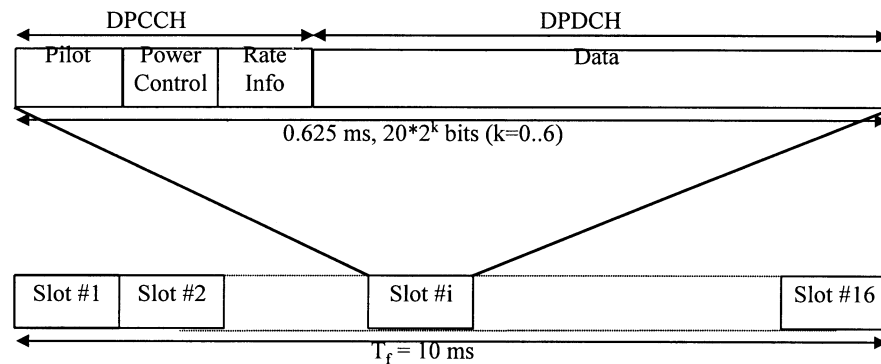 DPCCH DPDCH
Pilot Power Control Rate Info Data
0.625 ms, 20*2^k bits (k=0..6)
Slot #1 Slot #2 Slot #i Slot #16
T_f = 10 ms